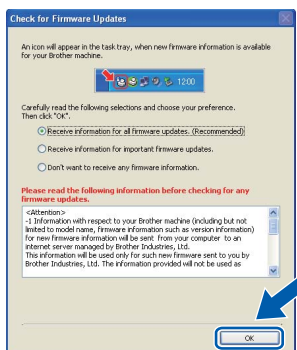 Check for Firmware Updates
An icon will appear in the task tray, when new firmware information is available
for your Brother machine.
12:00
Carefully read the following selections and choose your preference.
Then click "OK".
Receive information for all firmware updates. (Recommended)
Receive information for important firmware updates.
Don't want to receive any firmware information.
Please read the following information before checking for any
firmware updates.
<Attention>
-1 Information with respect to your Brother machine (including but not
limited to model name, firmware information such as version information)
for new firmware information will be sent from your computer to an
internet server managed by Brother Industries, Ltd.
This information will be used only for such new firmware sent to you by
Brother Industries, Ltd. The information provided will not be used as
OK